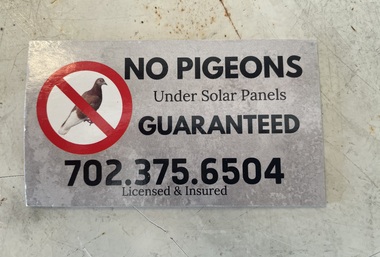 NO PIGEONS
Under Solar Panels
GUARANTEED
702.375.6504
Licensed & Insured